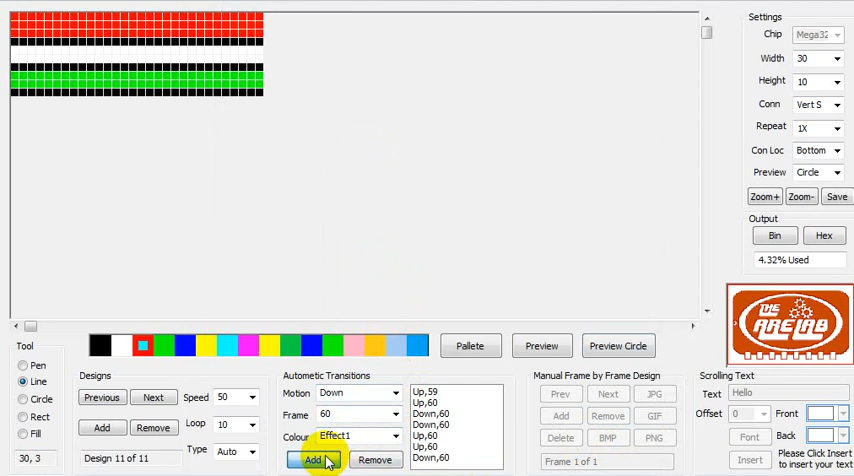 Settings
Chip Mega32
Width 30
Height 10
Conn Vert S
Repeat 1X
Con Loc Bottom
Preview Circle
Zoom+ Zoom- Save
Output
Bin Hex
4.32% Used
THE
ARE LAB
Pallete Preview Preview Circle
Tool
Pen
Line
Circle
Rect
Fill
30, 3
Designs
Previous Next Speed 50
Add Remove Loop 10
Design 11 of 11 Type Auto
Automatic Transitions
Motion Down
Frame 60
Colour Effect1
Add Remove
Up,59
Up,60
Down,60
Down,60
Up,60
Up,60
Down,60
Manual Frame by Frame Design
Prev Next JPG
Add Remove GIF
Delete BMP PNG
Frame 1 of 1
Scrolling Text
Text Hello
Offset 0 Front
Font Back
Insert Please Click Insert
to insert your text